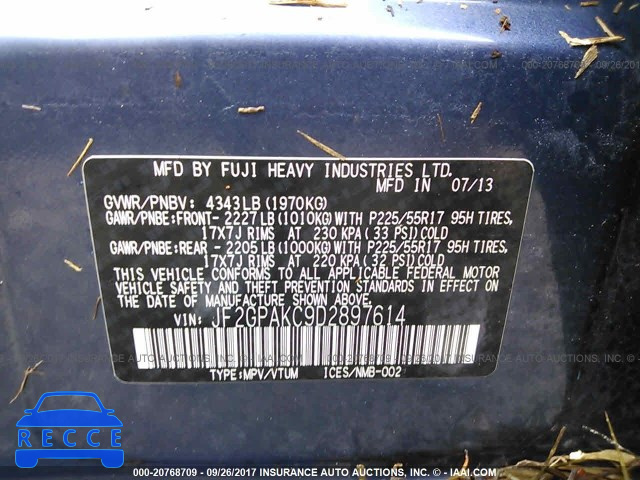 MFD BY FUJI HEAVY INDUSTRIES LTD.
MFD IN 07/13
GVWR/PNBV: 4343LB(1970KG)
GAWR/PNBE:FRONT- 2227LB(1010KG)WITH P225/55R17 95H TIRES,
17X7J RIMS AT 230 KPA(33 PSI)COLD
GAWR/PNBE:REAR - 2205LB(1000KG)WITH P225/55R17 95H TIRES,
17X7J RIMS AT 220 KPA(32 PSI)COLD
THIS VEHICLE CONFORMS TO ALL APPLICABLE FEDERAL MOTOR
VEHICLE SAFETY AND THEFT PREVENTION STANDARDS IN EFFECT ON
THE DATE OF MANUFACTURE SHOWN ABOVE.
VIN: JF2GPAKC9D2897614
TYPE:MPV/VTUM ICES/NMB-002
RECCE
000-20768709 - 09/26/2017 - INSURANCE AUTO AUCTIONS, INC. - © - IAAI.COM